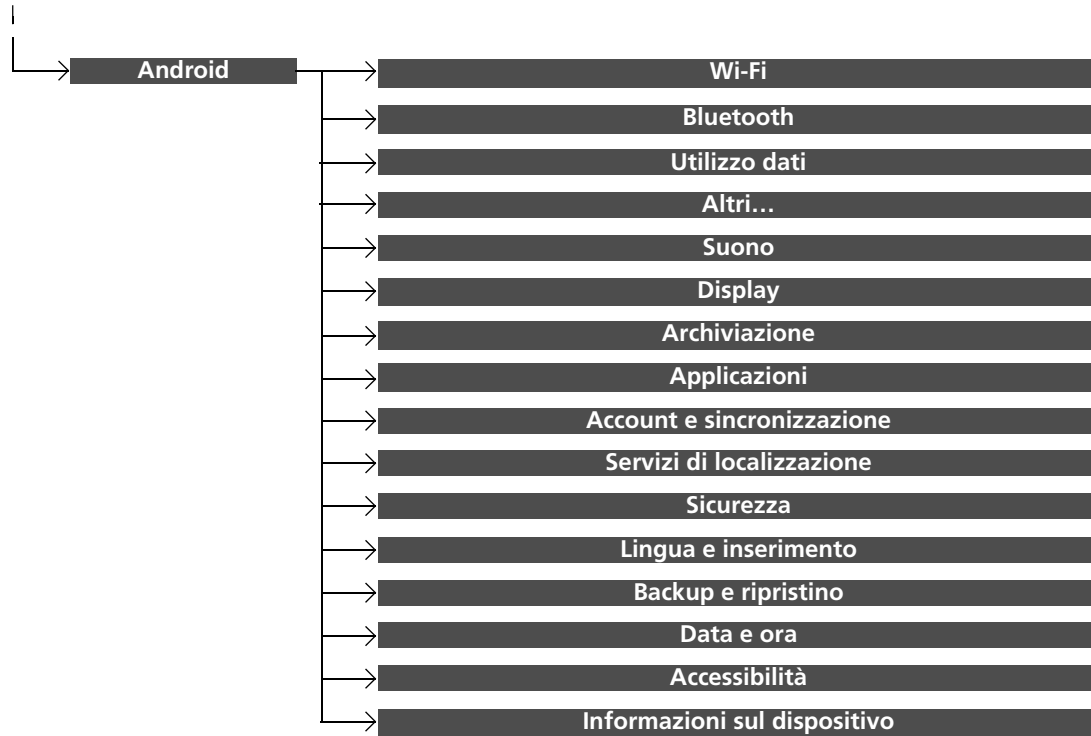 Android
Wi-Fi
Bluetooth
Utilizzo dati
Altri...
Suono
Display
Archiviazione
Applicazioni
Account e sincronizzazione
Servizi di localizzazione
Sicurezza
Lingua e inserimento
Backup e ripristino
Data e ora
Accessibilità
Informazioni sul dispositivo